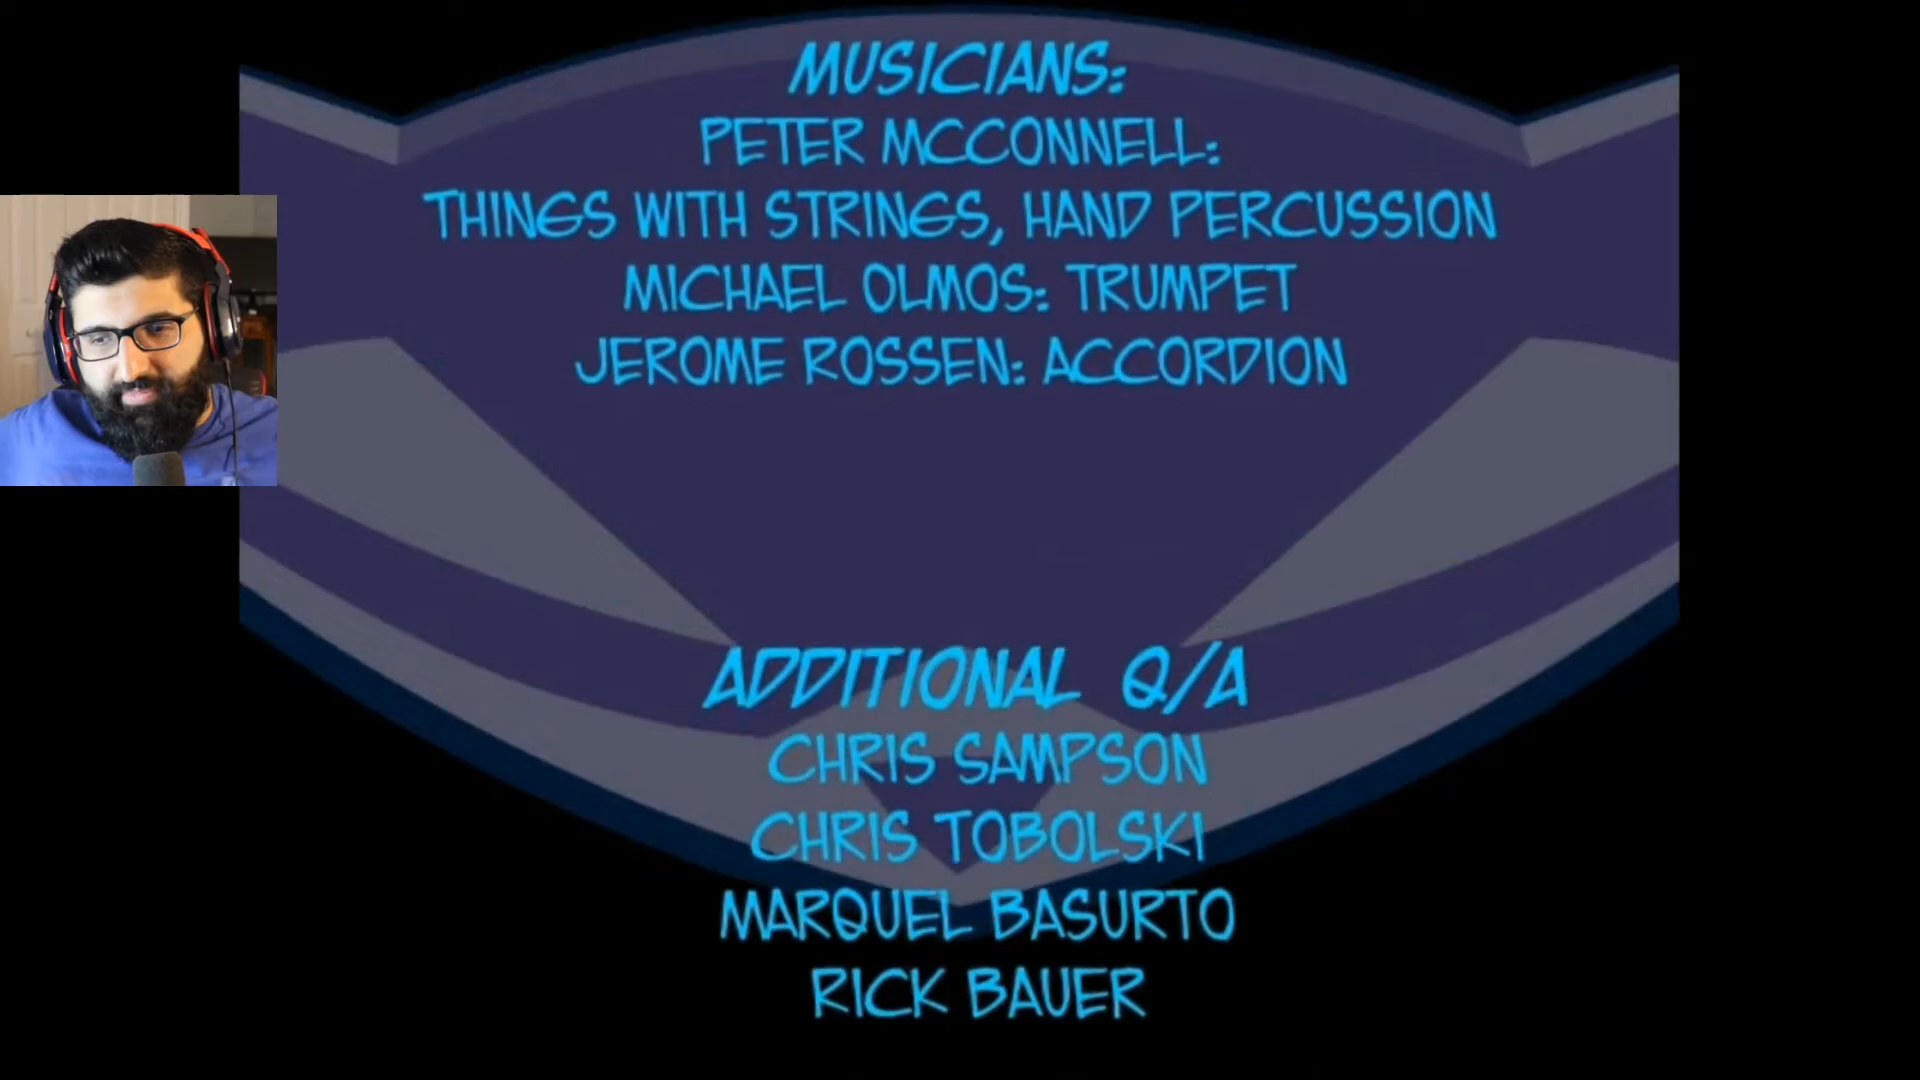 MUSICIANS:
PETER MCCONNELL:
THINGS WITH STRINGS, HAND PERCUSSION
MICHAEL OLMOS: TRUMPET
JEROME ROSSEN: ACCORDION
ADDITIONAL Q/A
CHRIS SAMPSON
CHRIS TOBOLSKI
MARQUEL BASURTO
RICK BAUER